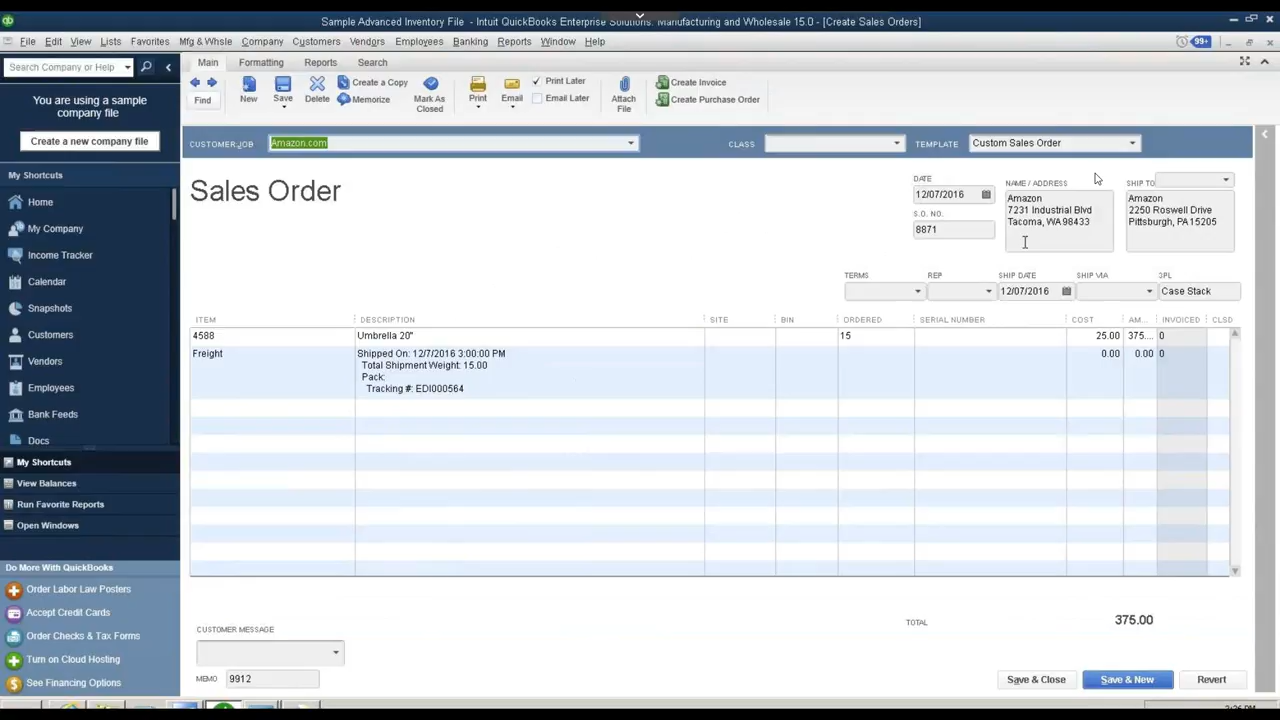 Sample Advanced Inventory File - Intuit QuickBooks Enterprise Solutions: Manufacturing and Wholesale 15.0 - [Create Sales Orders]
File Edit View Lists Favorites Mfg & Whsle Company Customers Vendors Employees Banking Reports Window Help
99+
Search Company or Help
Main Formatting Reports Search
You are using a sample
company file
Create a new company file
Find
New
Save
Delete
Create a Copy
Memorize
Mark As
Closed
Print
Email
Print Later
Email Later
Attach
File
Create Invoice
Create Purchase Order
My Shortcuts
Home
My Company
Income Tracker
Calendar
Snapshots
Customers
Vendors
Employees
Bank Feeds
Docs
My Shortcuts
View Balances
Run Favorite Reports
Open Windows
Do More With QuickBooks
Order Labor Law Posters
Accept Credit Cards
Order Checks & Tax Forms
Turn on Cloud Hosting
See Financing Options
CUSTOMER:JOB Amazon.com CLASS TEMPLATE Custom Sales Order
Sales Order
DATE
12/07/2016
S.O. NO.
8871
NAME / ADDRESS
Amazon
7231 Industrial Blvd
Tacoma, WA 98433
SHIP TO
Amazon
2250 Roswell Drive
Pittsburgh, PA 15205
TERMS REP SHIP DATE SHIP VIA 3PL
12/07/2016 Case Stack
ITEM DESCRIPTION SITE BIN ORDERED SERIAL NUMBER COST AM... INVOICED CLSD
4588 Umbrella 20" 15 25.00 375.... 0
Freight Shipped On: 12/7/2016 3:00:00 PM 0.00 0.00 0
Total Shipment Weight: 15.00
Pack:
Tracking #: EDI000564
TOTAL 375.00
CUSTOMER MESSAGE
MEMO 9912
Save & Close Save & New Revert